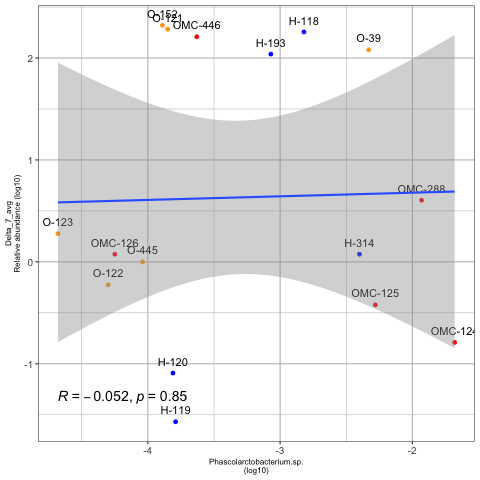 O-152
O-121
OMC-446
H-118
H-193
O-39
OMC-288
O-123
OMC-126
O-445
H-314
O-122
OMC-125
OMC-124
H-120
R = −0.052, p = 0.85
H-119
2
1
0
-1
-4
-3
-2
Delta_7_avg
Relative abundance (log10)
Phascolarctobacterium.sp.
(log10)